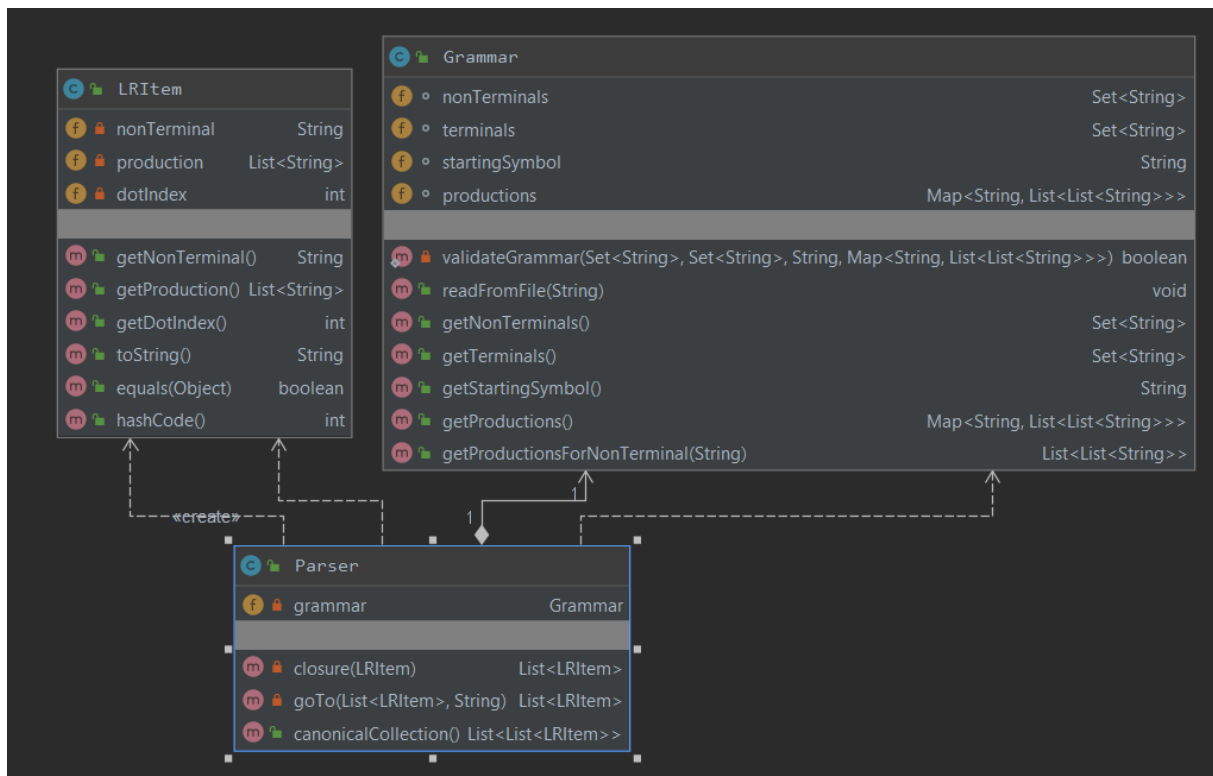 C LRItem
f nonTerminal String
f production List<String>
f dotIndex int
m getNonTerminal() String
m getProduction() List<String>
m getDotIndex() int
m toString() String
m equals(Object) boolean
m hashCode() int
C Grammar
f nonTerminals Set<String>
f terminals Set<String>
f startingSymbol String
f productions Map<String, List<List<String>>>
m validateGrammar(Set<String>, Set<String>, String, Map<String, List<List<String>>>) boolean
m readFromFile(String) void
m getNonTerminals() Set<String>
m getTerminals() Set<String>
m getStartingSymbol() String
m getProductions() Map<String, List<List<String>>>
m getProductionsForNonTerminal(String) List<List<String>>
1
«create»
1
C Parser
f grammar Grammar
m closure(LRItem) List<LRItem>
m goTo(List<LRItem>, String) List<LRItem>
m canonicalCollection() List<List<LRItem>>